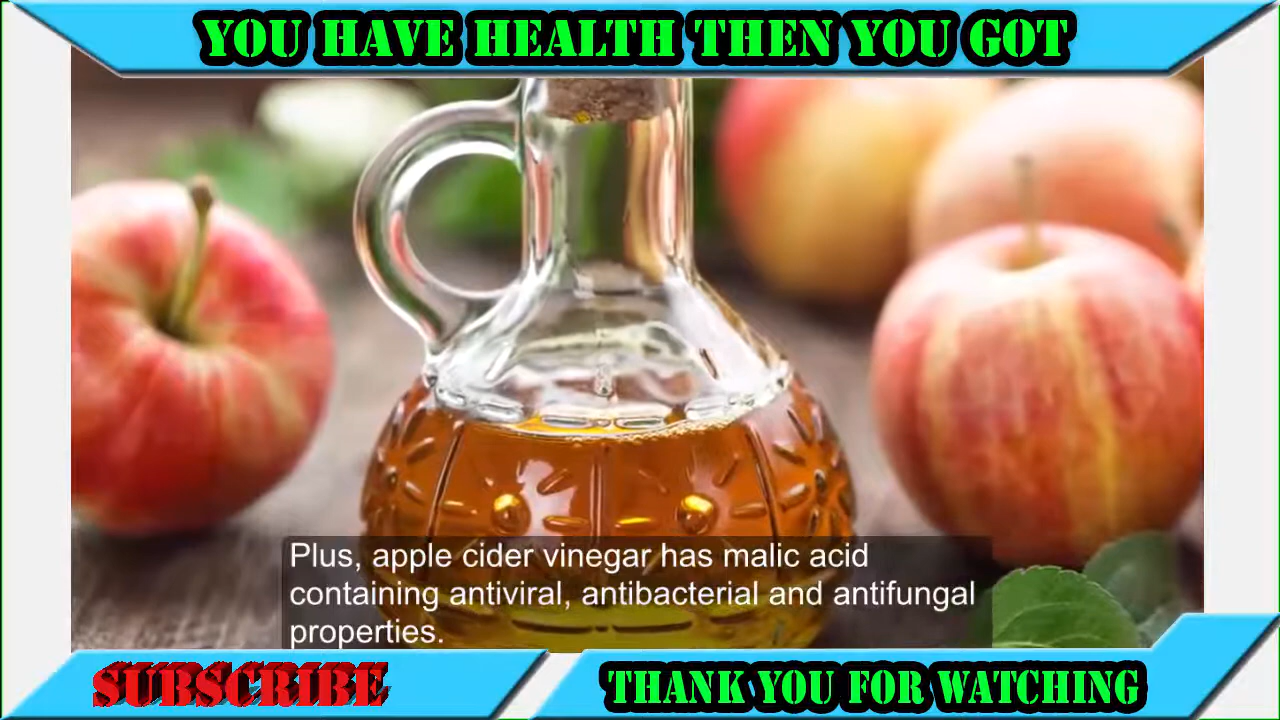 YOU HAVE HEALTH THEN YOU GOT
Plus, apple cider vinegar has malic acid
containing antiviral, antibacterial and antifungal
properties.
SUBSCRIBE
THANK YOU FOR WATCHING